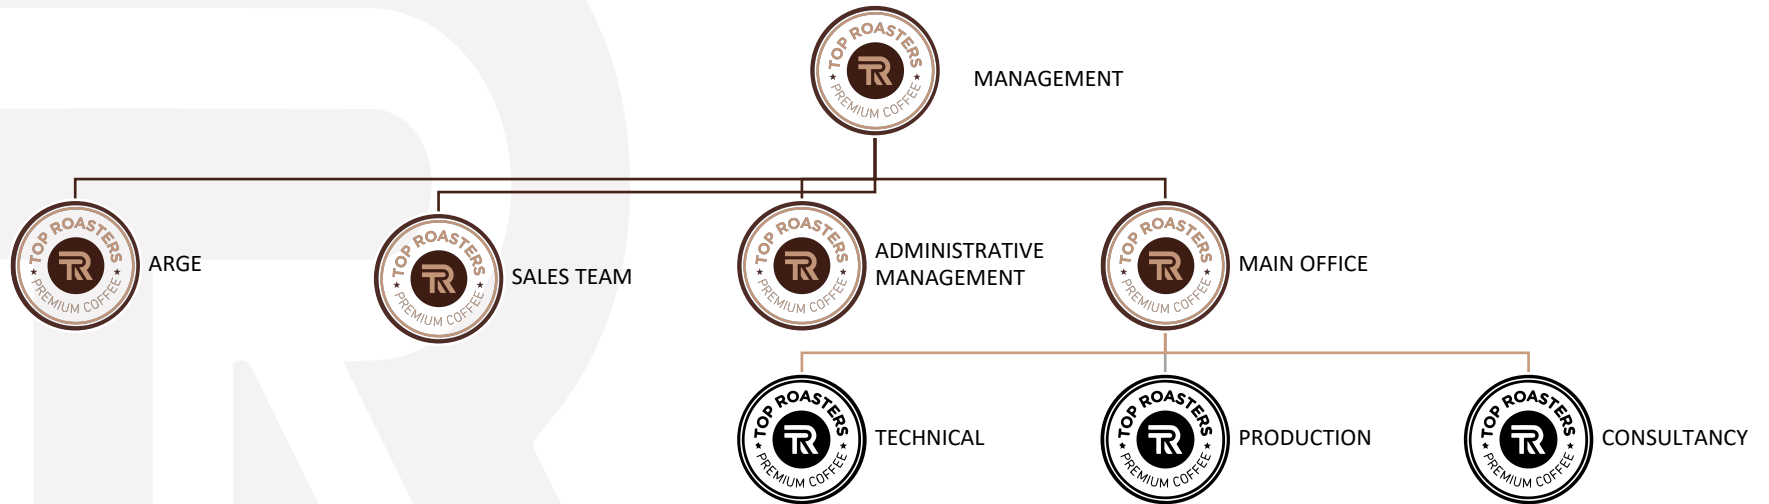 TOP ROASTERS
PREMIUM COFFEE
MANAGEMENT
TOP ROASTERS
PREMIUM COFFEE
ARGE
TOP ROASTERS
PREMIUM COFFEE
SALES TEAM
TOP ROASTERS
PREMIUM COFFEE
ADMINISTRATIVE
MANAGEMENT
TOP ROASTERS
PREMIUM COFFEE
MAIN OFFICE
TOP ROASTERS
PREMIUM COFFEE
TECHNICAL
TOP ROASTERS
PREMIUM COFFEE
PRODUCTION
TOP ROASTERS
PREMIUM COFFEE
CONSULTANCY